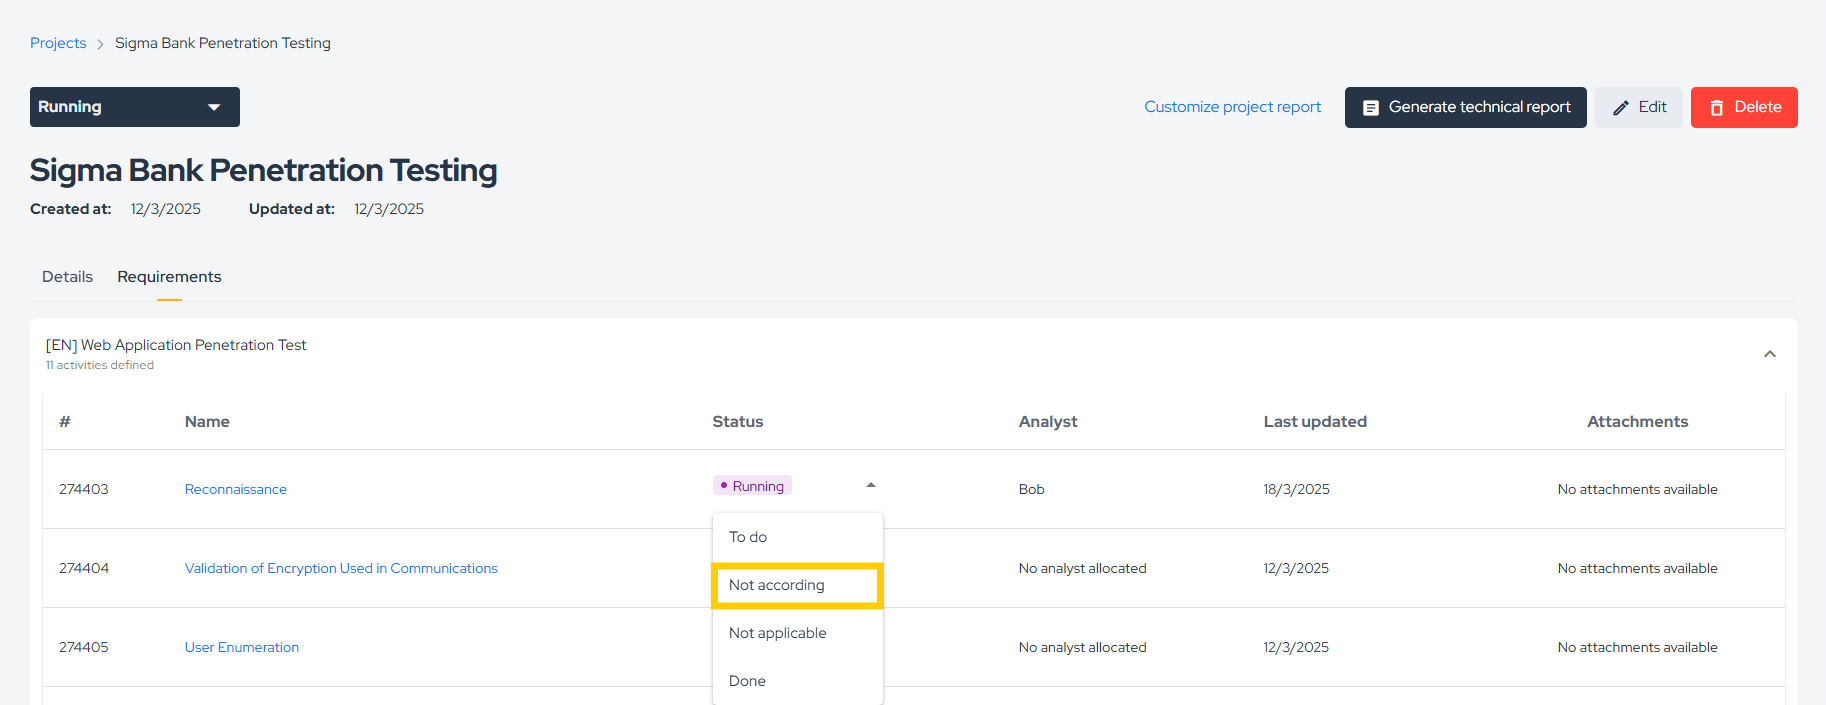 Projects > Sigma Bank Penetration Testing
Running
Customize project report
Generate technical report
Edit
Delete
Sigma Bank Penetration Testing
Created at: 12/3/2025 Updated at: 12/3/2025
Details Requirements
[EN] Web Application Penetration Test
11 activities defined
# Name Status Analyst Last updated Attachments
274403 Reconnaissance Running Bob 18/3/2025 No attachments available
To do
274404 Validation of Encryption Used in Communications No analyst allocated 12/3/2025 No attachments available
Not according
Not applicable
274405 User Enumeration No analyst allocated 12/3/2025 No attachments available
Done